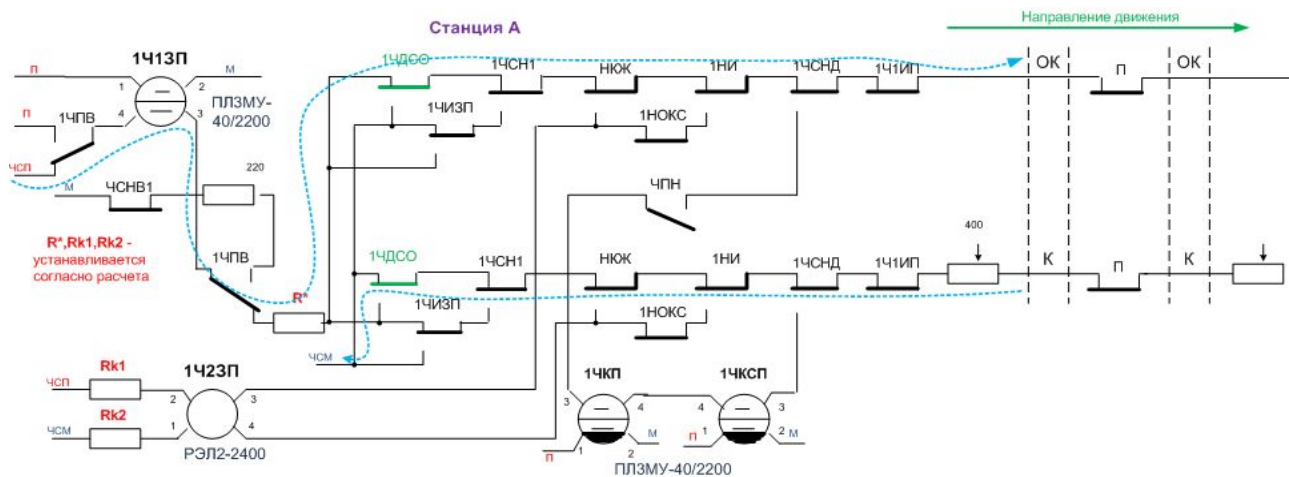 Станция А
Направление движения
1Ч1ЗП
П
М
1
2
4
3
ПЛЗМУ-
40/2200
П
1ЧПВ
ЧСП
М
ЧСНВ1
220
R*,Rk1,Rk2 -
устанавливается
согласно расчета
1ЧПВ
R*
1ЧДСО
1ЧСН1
НКЖ
1НИ
1ЧСНД
1Ч1ИП
ОК
П
ОК
1ЧИЗП
1НОКС
ЧПН
1ЧДСО
1ЧСН1
НКЖ
1НИ
1ЧСНД
1Ч1ИП
400
К
П
К
1ЧИЗП
1НОКС
ЧСМ
Rk1
ЧСП
1Ч2ЗП
2
3
Rk2
ЧСМ
1
4
РЭЛ2-2400
1ЧКП
1ЧКСП
3
4
4
3
П
1
2
М
П
1
2
М
ПЛЗМУ-40/2200